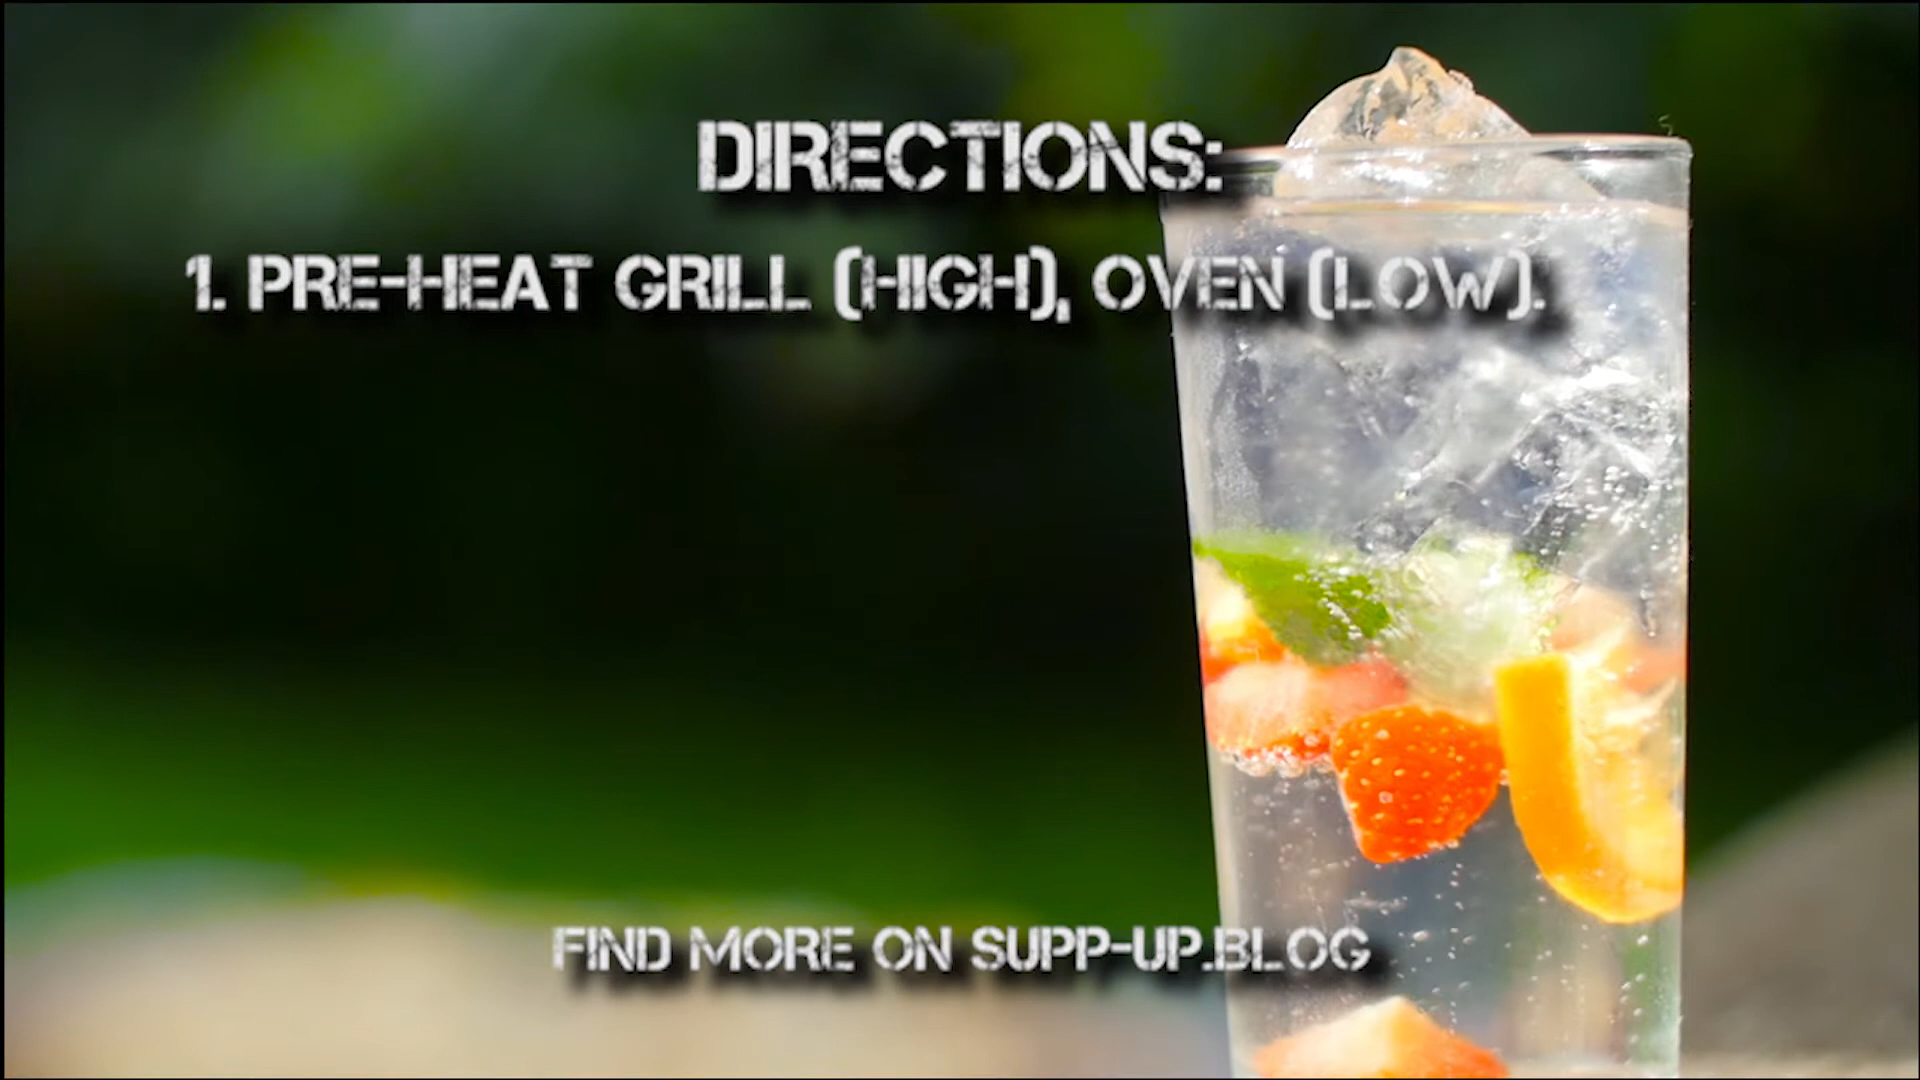 DIRECTIONS:
1. PRE-HEAT GRILL (HIGH), OVEN (LOW).
FIND MORE ON SUPP-UP.BLOG